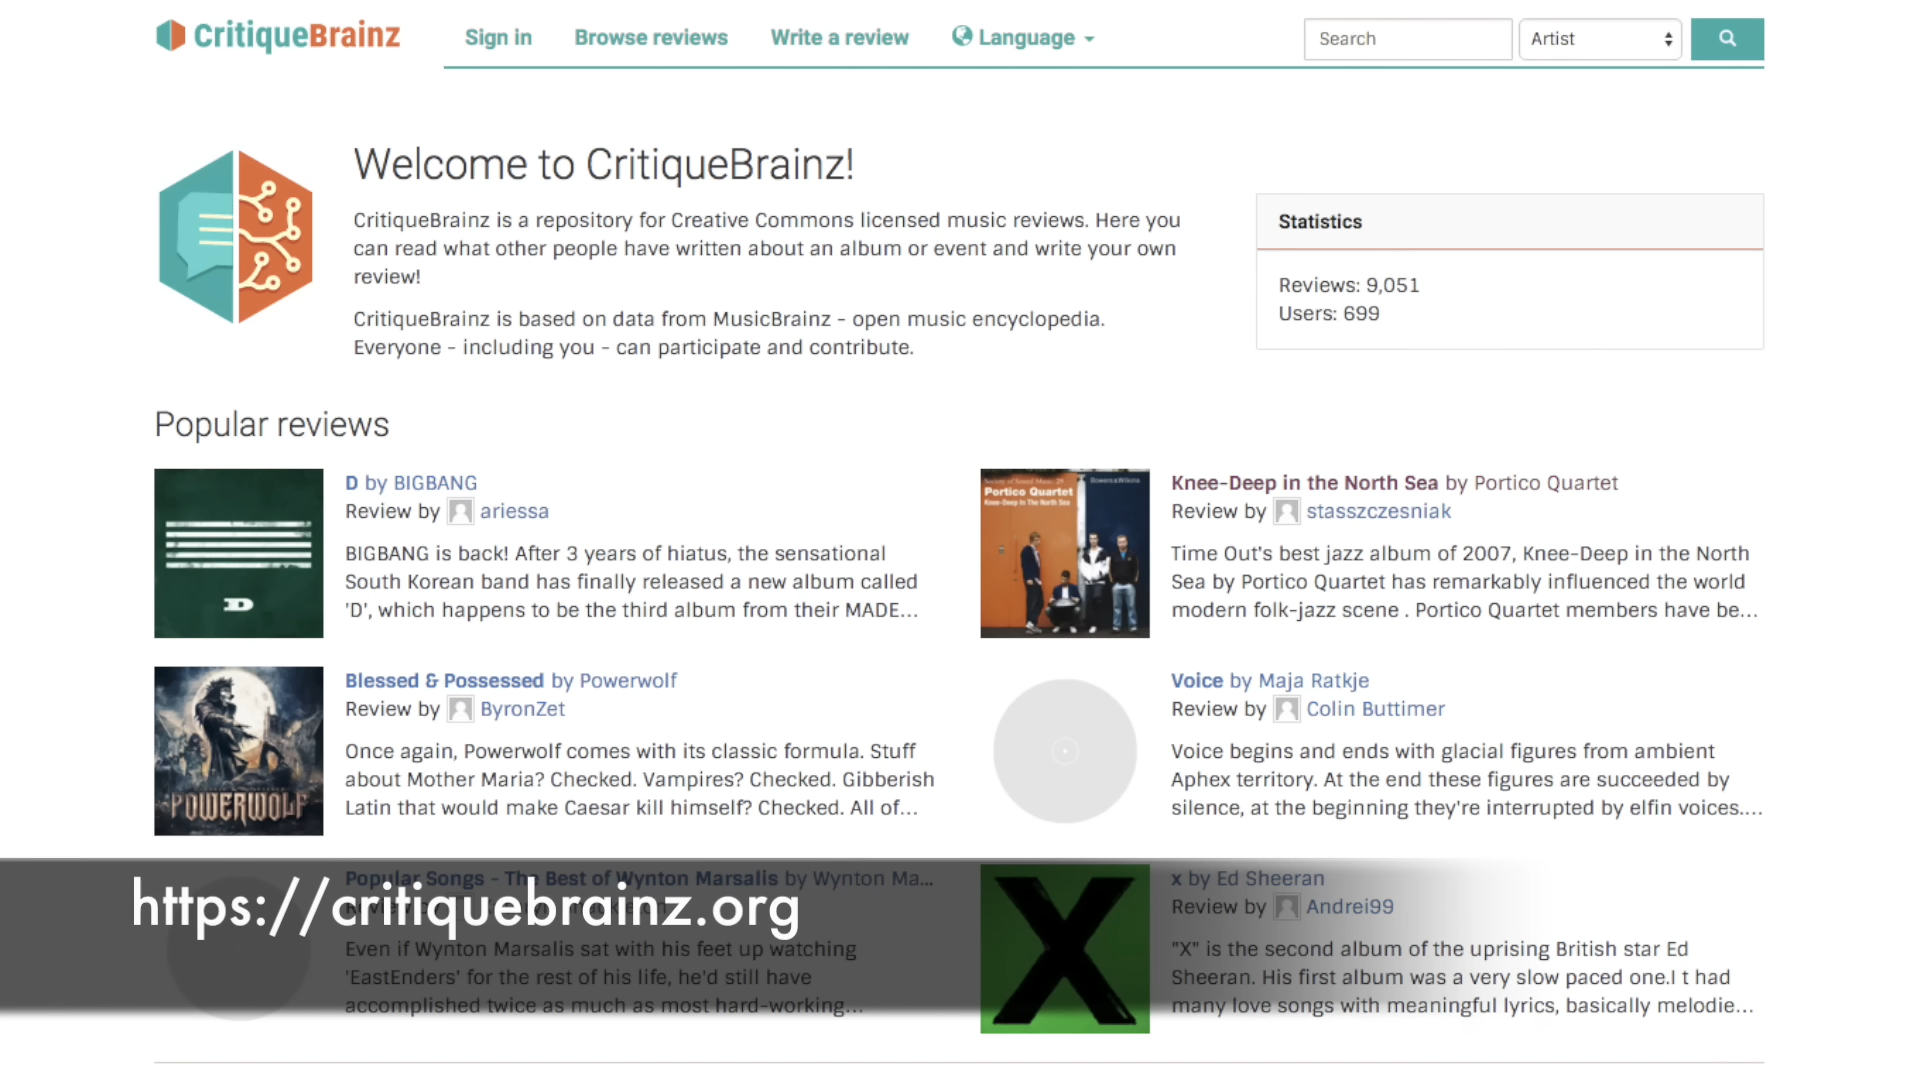 CritiqueBrainz Sign in Browse reviews Write a review Language Search Artist
Welcome to CritiqueBrainz!
CritiqueBrainz is a repository for Creative Commons licensed music reviews. Here you
can read what other people have written about an album or event and write your own
review!
CritiqueBrainz is based on data from MusicBrainz - open music encyclopedia.
Everyone - including you - can participate and contribute.
Statistics
Reviews: 9,051
Users: 699
Popular reviews
D by BIGBANG
Review by ariessa
BIGBANG is back! After 3 years of hiatus, the sensational
South Korean band has finally released a new album called
'D', which happens to be the third album from their MADE...
Portico Quartet
Knee-Deep In The North Sea
Bowers & Wilkins
Knee-Deep in the North Sea by Portico Quartet
Review by stasszczesniak
Time Out's best jazz album of 2007, Knee-Deep in the North
Sea by Portico Quartet has remarkably influenced the world
modern folk-jazz scene . Portico Quartet members have be...
POWERWOLF
Blessed & Possessed by Powerwolf
Review by ByronZet
Once again, Powerwolf comes with its classic formula. Stuff
about Mother Maria? Checked. Vampires? Checked. Gibberish
Latin that would make Caesar kill himself? Checked. All of...
Voice by Maja Ratkje
Review by Colin Buttimer
Voice begins and ends with glacial figures from ambient
Aphex territory. At the end these figures are succeeded by
silence, at the beginning they're interrupted by elfin voices....
Popular Songs - The Best of Wynton Marsalis by Wynton Ma...
https://critiquebrainz.org
Even if Wynton Marsalis sat with his feet up watching
'EastEnders' for the rest of his life, he'd still have
accomplished twice as much as most hard-working...
X
x by Ed Sheeran
Review by Andrei99
"X" is the second album of the uprising British star Ed
Sheeran. His first album was a very slow paced one.I t had
many love songs with meaningful lyrics, basically melodie...